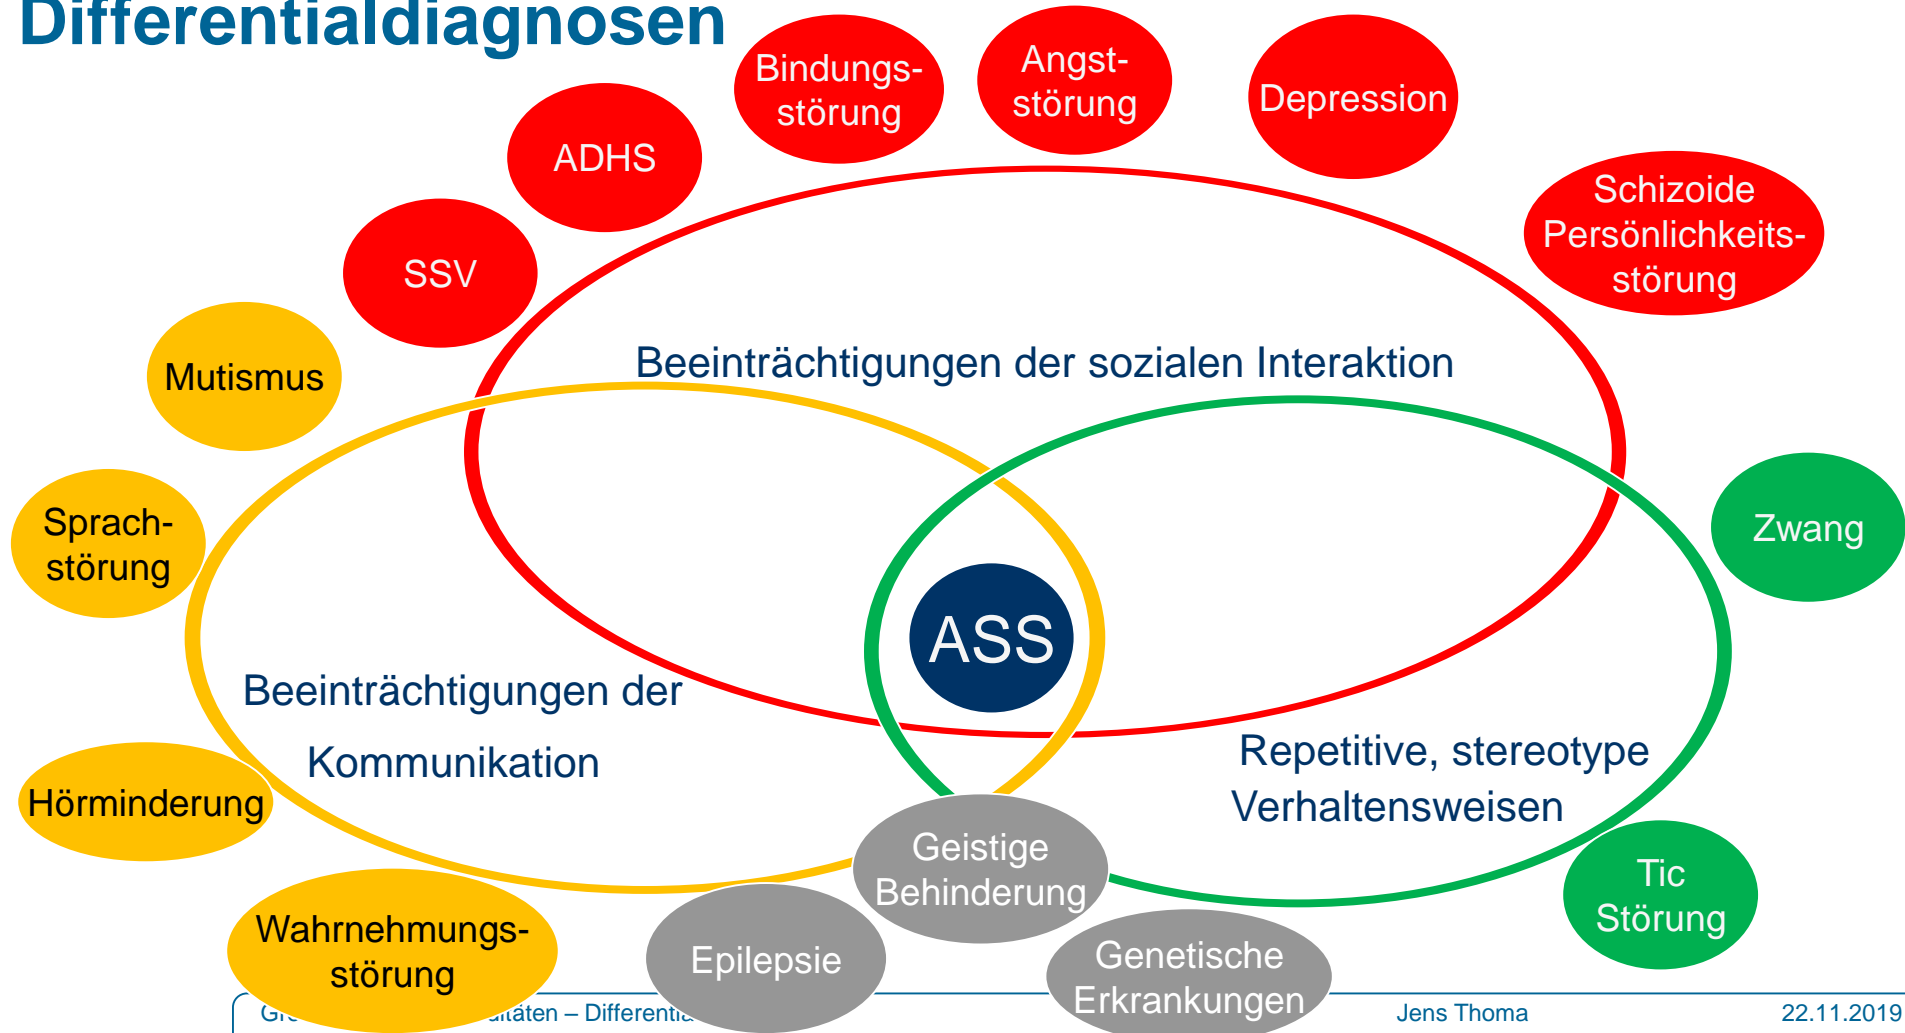 Differentialdiagnosen
Bindungs-
störung
Angst-
störung
Depression
ADHS
Schizoide
Persönlichkeits-
störung
SSV
Mutismus
Beeinträchtigungen der sozialen Interaktion
Sprach-
störung
Zwang
ASS
Beeinträchtigungen der
Kommunikation
Repetitive, stereotype
Verhaltensweisen
Hörminderung
Geistige
Behinderung
Tic
Störung
Wahrnehmungs-
störung
Epilepsie
Genetische
Erkrankungen
– Jens Thoma 22.11.2019